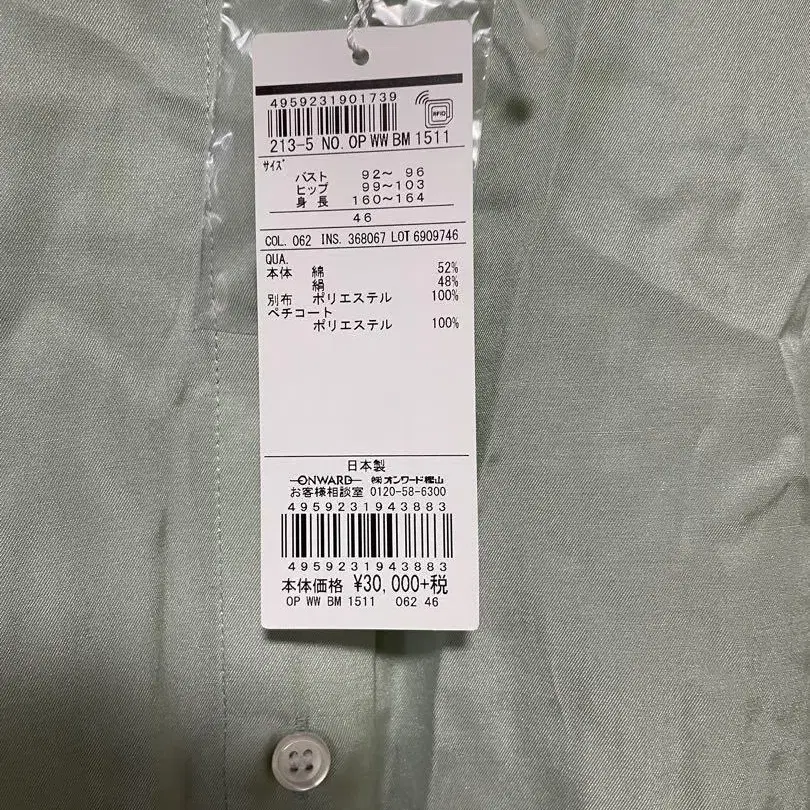 4959231901739
RFID
213-5 NO. OP WW BM 1511
サイズ
バスト 92〜 96
ヒップ 99〜103
身 長 160〜164
46
COL. 062 INS. 368067 LOT 6909746
QUA.
本体 綿 52%
絹 48%
別布 ポリエステル 100%
ペチコート
ポリエステル 100%
日本製
ONWARD ㈱オンワード樫山
お客様相談室 0120-58-6300
4959231943883
4959231943883
本体価格 ¥30,000+税
OP WW BM 1511 062 46